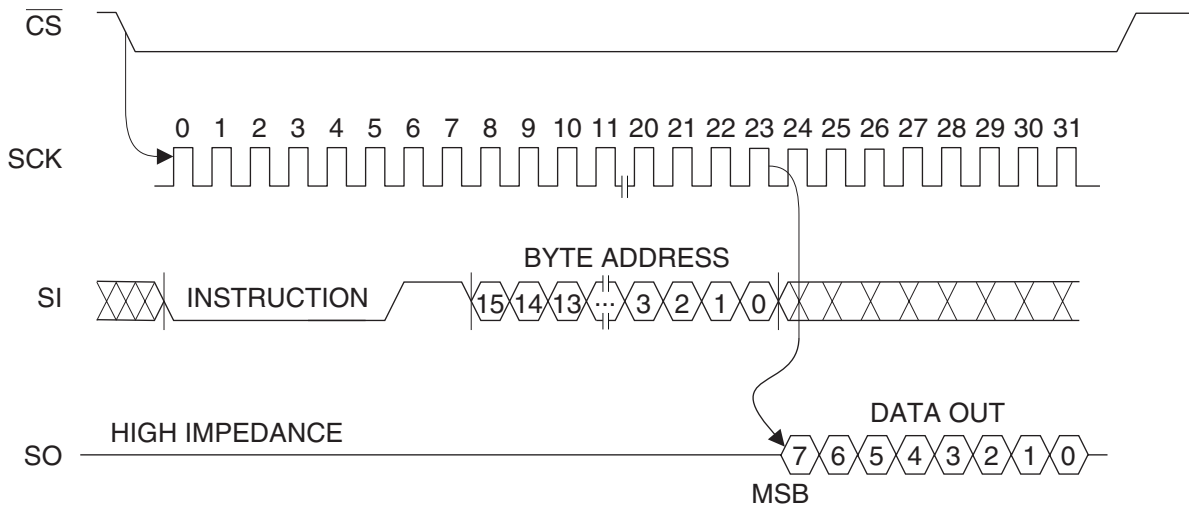 CS
0 1 2 3 4 5 6 7 8 9 10 11 20 21 22 23 24 25 26 27 28 29 30 31
SCK
BYTE ADDRESS
SI INSTRUCTION 15 14 13 ... 3 2 1 0
DATA OUT
HIGH IMPEDANCE
SO 7 6 5 4 3 2 1 0
MSB